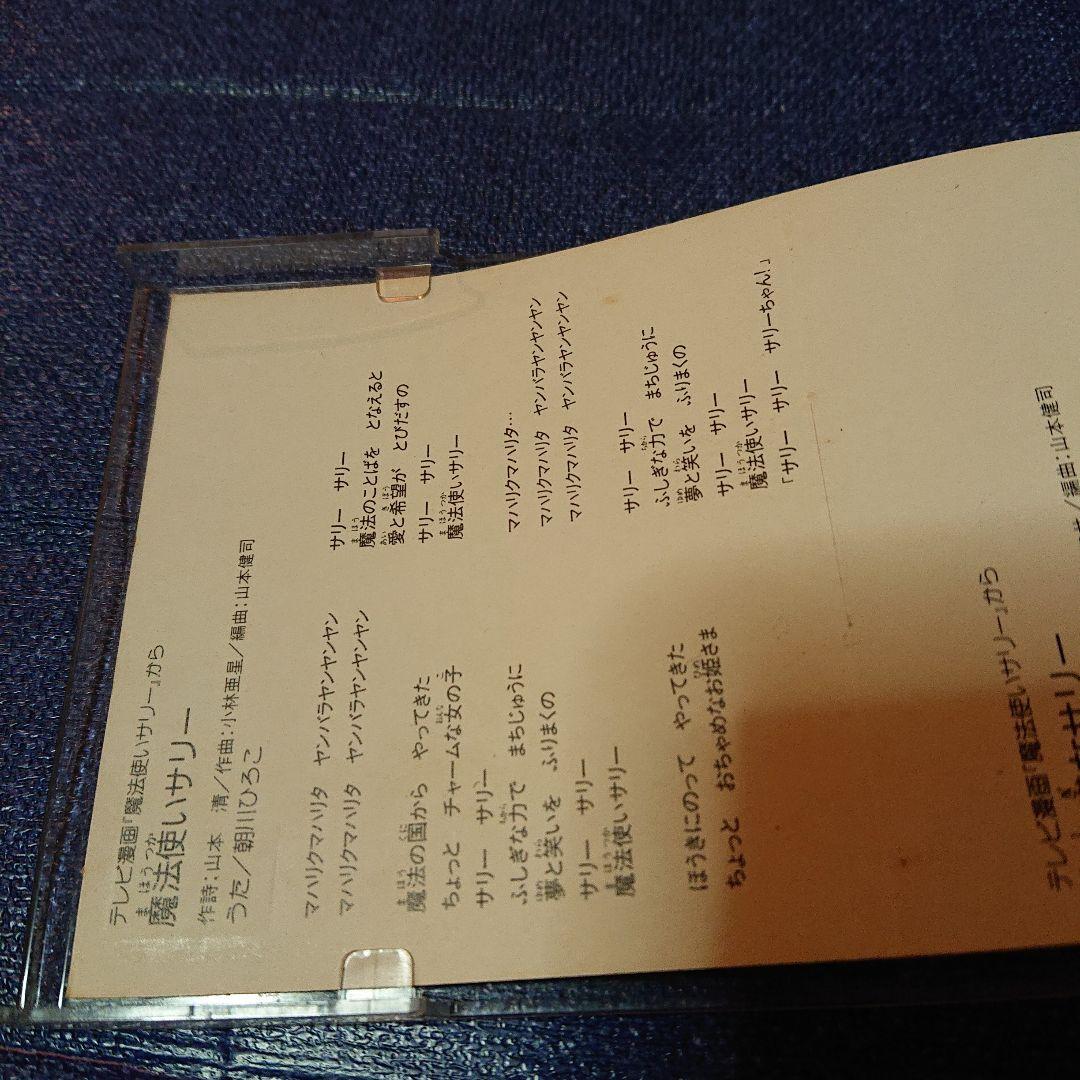 テレビ漫画『魔法使いサリー』から
魔法使いサリー
作詩：山本　清／作曲：小林亜星／編曲：山本健司
うた／朝川ひろこ
マハリクマハリタ　ヤンバラヤンヤンヤン
マハリクマハリタ　ヤンバラヤンヤンヤン
魔法の国から　やってきた
ちょっと　チャームな女の子
サリー　サリー
ふしぎな力で　まちじゅうに
夢と笑いを　ふりまくの
サリー　サリー
魔法使いサリー
ほうきにのって　やってきた
ちょっと　おちゃめなお姫さま
サリー　サリー
魔法のことばを　となえると
愛と希望が　とびだすの
サリー　サリー
魔法使いサリー
マハリクマハリタ…
マハリクマハリタ　ヤンバラヤンヤンヤン
マハリクマハリタ　ヤンバラヤンヤンヤン
サリー　サリー
ふしぎな力で　まちじゅうに
夢と笑いを　ふりまくの
サリー　サリー
魔法使いサリー
「サリー　サリー　サリーちゃん！」
テレビ漫画『魔法使いサリー』から
サリー
／編曲：山本健司